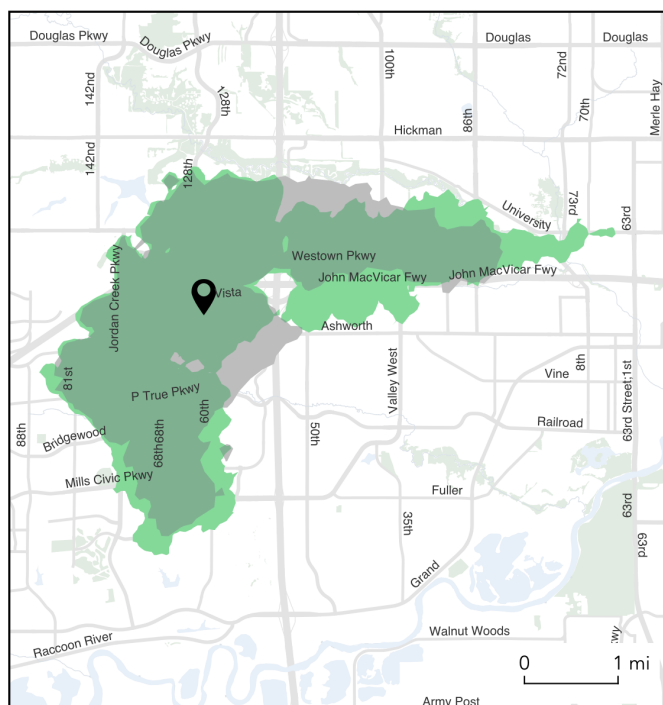 Douglas Pkwy
Douglas Pkwy
Douglas
Douglas
142nd
128th
100th
86th
72nd
70th
Merle Hay
Hickman
142nd
128th
University
73rd
63rd
Westown Pkwy
John MacVicar Fwy
John MacVicar Fwy
Jordan Creek Pkwy
Vista
Ashworth
81st
P True Pkwy
60th
Valley West
8th
Vine
63rd Street;1st
88th
Bridgewood
68th68th
50th
Railroad
Mills Civic Pkwy
Fuller
35th
63rd
63rd
Grand
Raccoon River
Walnut Woods
wy
0 1 mi
Army Post